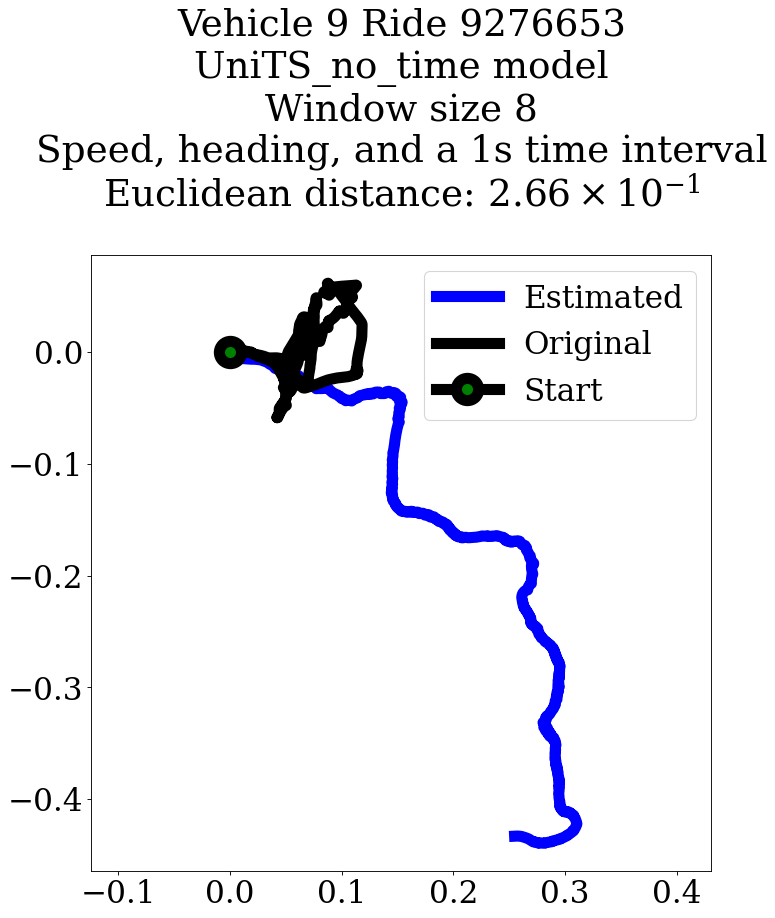 Vehicle 9 Ride 9276653
UniTS_no_time model
Window size 8
Speed, heading, and a 1s time interval
Euclidean distance: 2.66 × 10⁻¹
Estimated
Original
Start
0.0
−0.1
−0.2
−0.3
−0.4
−0.1 0.0 0.1 0.2 0.3 0.4